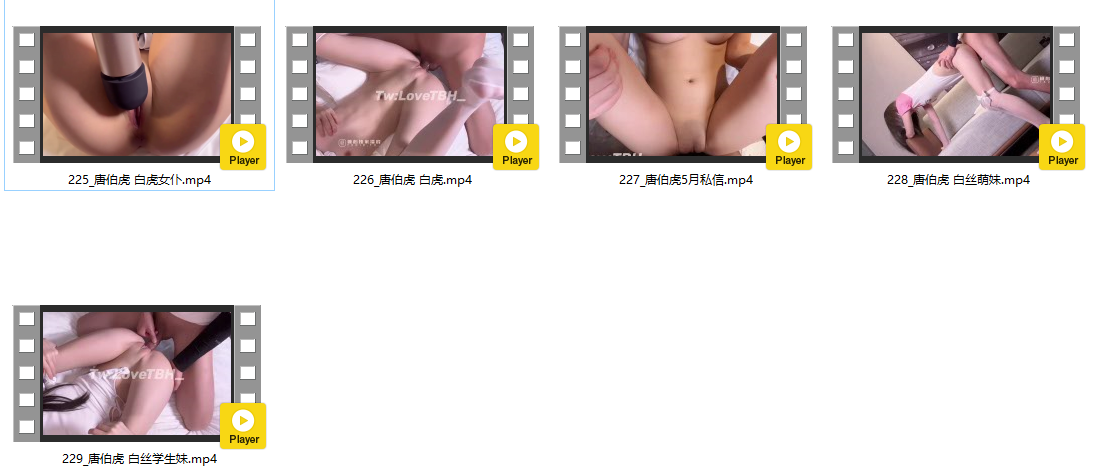 Player
225_唐伯虎 白虎女仆.mp4
Tw:LoveTBH_
Player
226_唐伯虎 白虎.mp4
Player
227_唐伯虎5月私信.mp4
Player
228_唐伯虎 白丝萌妹.mp4
Tw:LoveTBH_
Player
229_唐伯虎 白丝学生妹.mp4